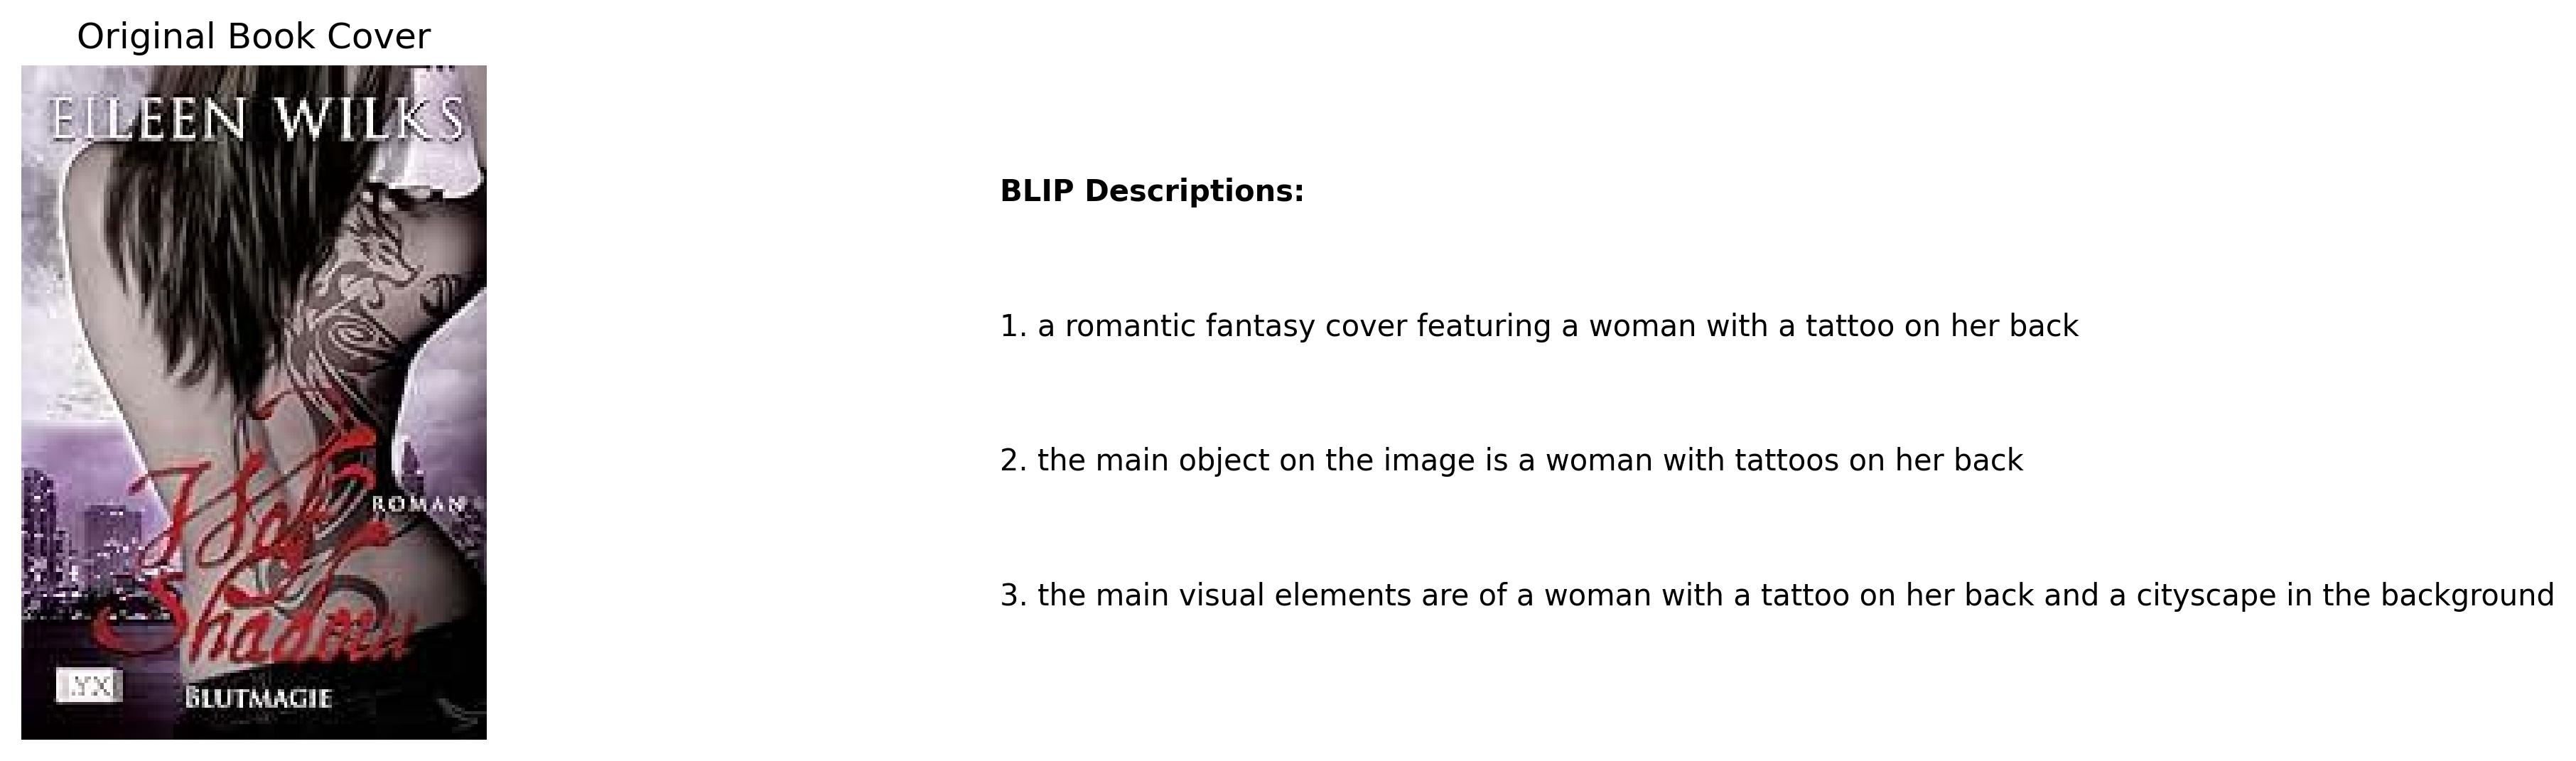 Original Book Cover
EILEEN WILKS
Wolf
ROMAN
Shadow
LYX
BLUTMAGIE
BLIP Descriptions:
1. a romantic fantasy cover featuring a woman with a tattoo on her back
2. the main object on the image is a woman with tattoos on her back
3. the main visual elements are of a woman with a tattoo on her back and a cityscape in the background